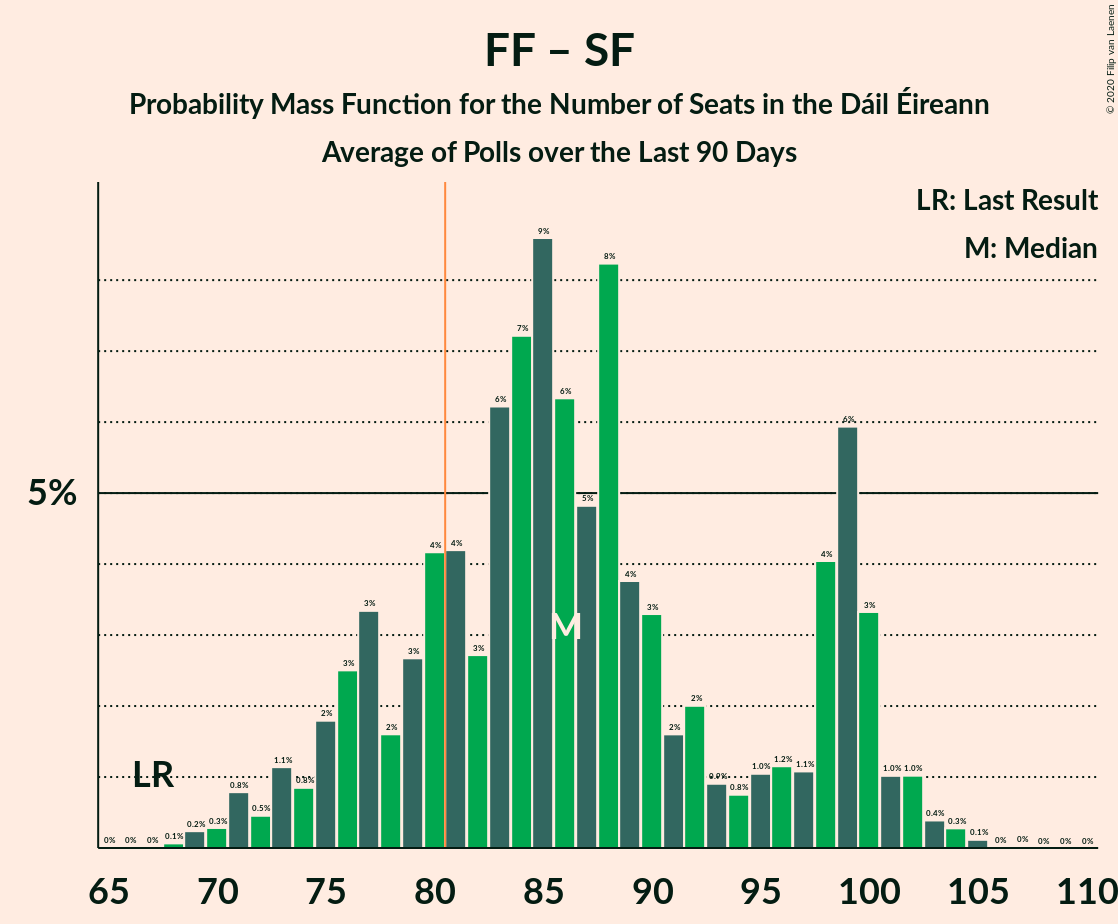 FF – SF
Probability Mass Function for the Number of Seats in the Dáil Éireann
Average of Polls over the Last 90 Days
© 2020 Filip van Laenen
LR: Last Result
M: Median
5%
LR
M
0% 0% 0% 0.1% 0.2% 0.3% 0.8% 0.5% 1.1% 0.8% 2% 3% 3% 2% 3% 4% 4% 3% 6% 7% 9% 6% 5% 8% 4% 3% 2% 2% 0.9% 0.8% 1.0% 1.2% 1.1% 4% 6% 3% 1.0% 1.0% 0.4% 0.3% 0.1% 0% 0% 0% 0% 0%
65 70 75 80 85 90 95 100 105 110